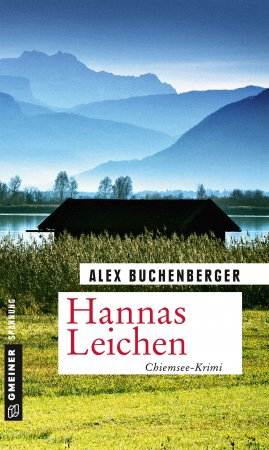 ALEX BUCHENBERGER
Hannas
Leichen
Chiemsee-Krimi
GMEINER SPANNUNG